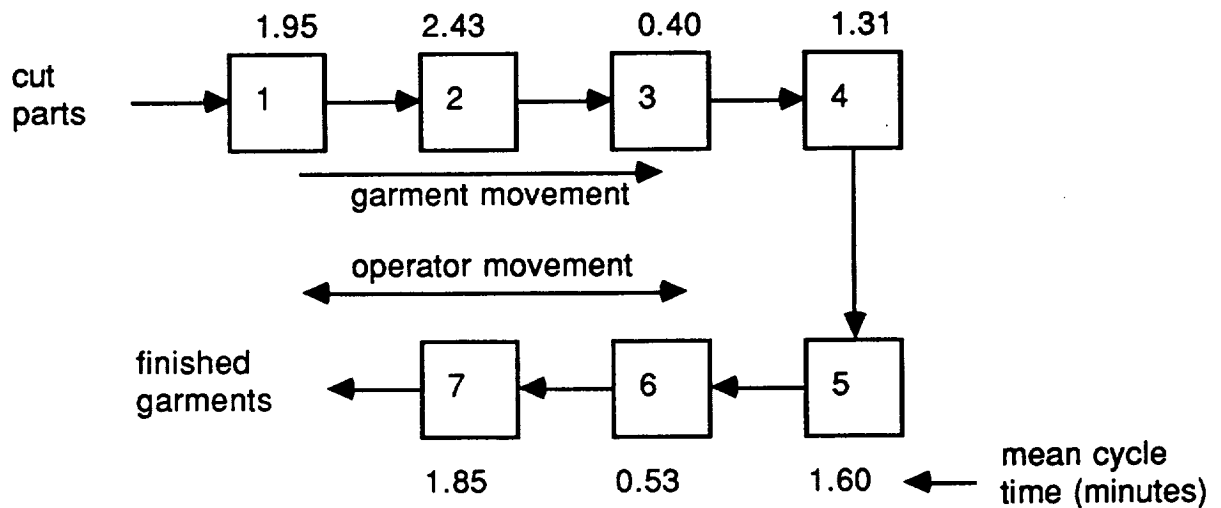 1.95 2.43 0.40 1.31
cut
parts
1 2 3 4
garment movement
operator movement
finished
garments
7 6 5
1.85 0.53 1.60
mean cycle
time (minutes)